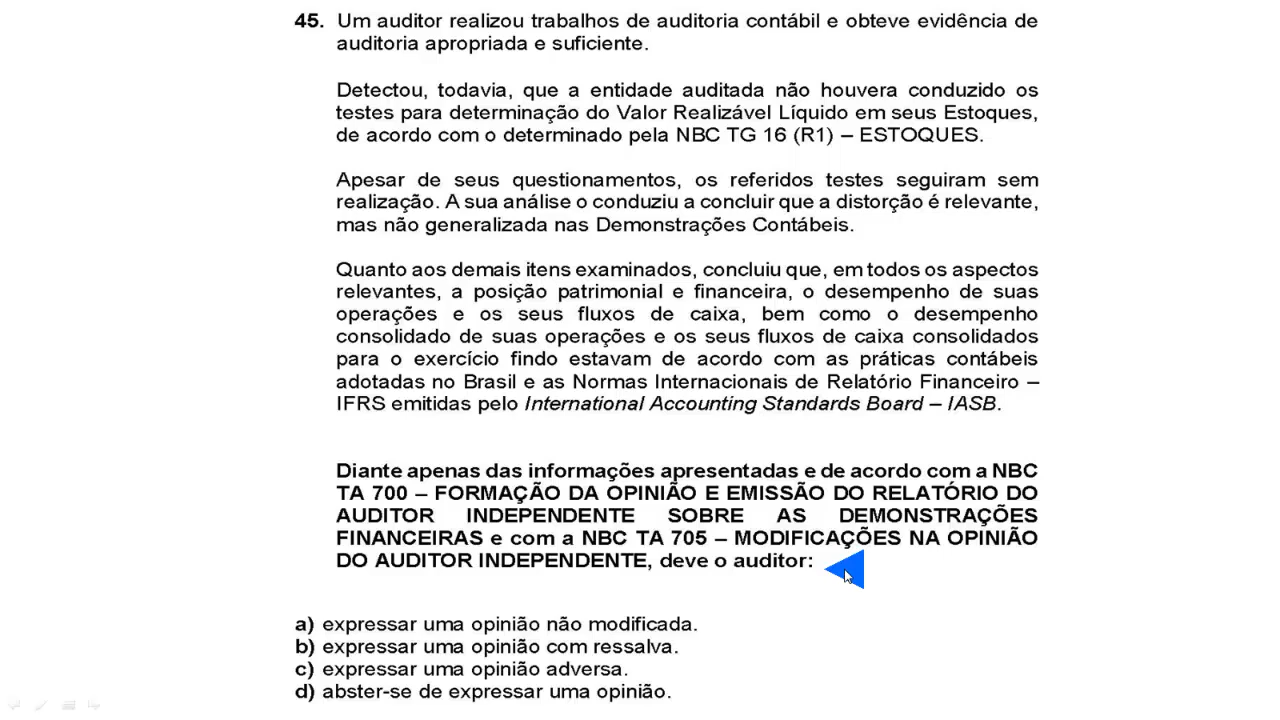 45. Um auditor realizou trabalhos de auditoria contábil e obteve evidência de
auditoria apropriada e suficiente.
Detectou, todavia, que a entidade auditada não houvera conduzido os
testes para determinação do Valor Realizável Líquido em seus Estoques,
de acordo com o determinado pela NBC TG 16 (R1) – ESTOQUES.
Apesar de seus questionamentos, os referidos testes seguiram sem
realização. A sua análise o conduziu a concluir que a distorção é relevante,
mas não generalizada nas Demonstrações Contábeis.
Quanto aos demais itens examinados, concluiu que, em todos os aspectos
relevantes, a posição patrimonial e financeira, o desempenho de suas
operações e os seus fluxos de caixa, bem como o desempenho
consolidado de suas operações e os seus fluxos de caixa consolidados
para o exercício findo estavam de acordo com as práticas contábeis
adotadas no Brasil e as Normas Internacionais de Relatório Financeiro –
IFRS emitidas pelo International Accounting Standards Board – IASB.
Diante apenas das informações apresentadas e de acordo com a NBC
TA 700 – FORMAÇÃO DA OPINIÃO E EMISSÃO DO RELATÓRIO DO
AUDITOR INDEPENDENTE SOBRE AS DEMONSTRAÇÕES
FINANCEIRAS e com a NBC TA 705 – MODIFICAÇÕES NA OPINIÃO
DO AUDITOR INDEPENDENTE, deve o auditor:
a) expressar uma opinião não modificada.
b) expressar uma opinião com ressalva.
c) expressar uma opinião adversa.
d) abster-se de expressar uma opinião.